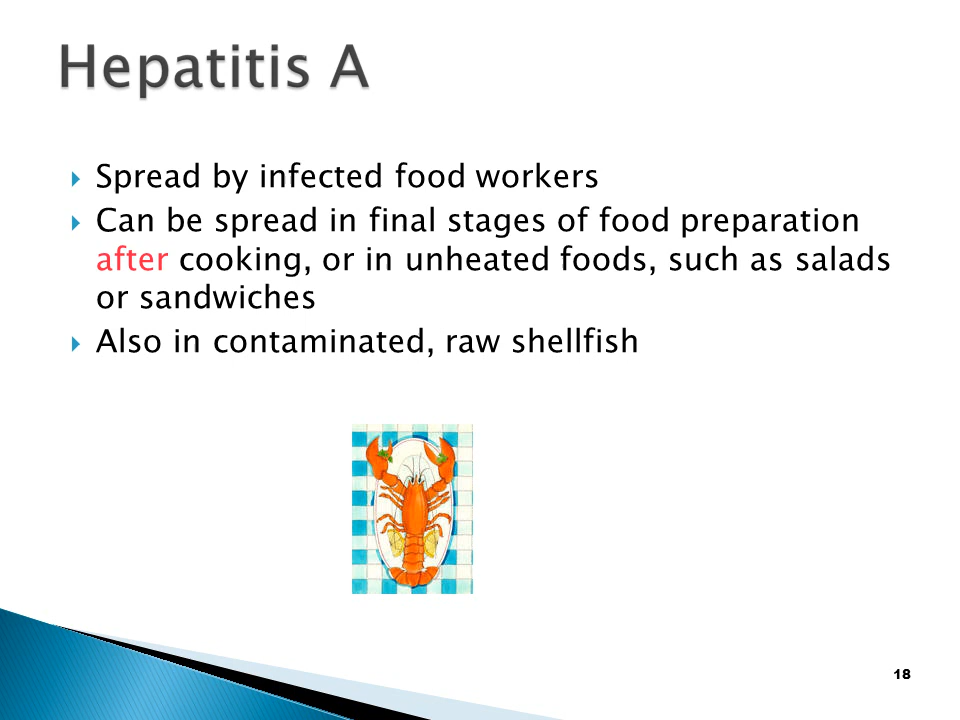 Hepatitis A
Spread by infected food workers
Can be spread in final stages of food preparation
after cooking, or in unheated foods, such as salads
or sandwiches
Also in contaminated, raw shellfish
18